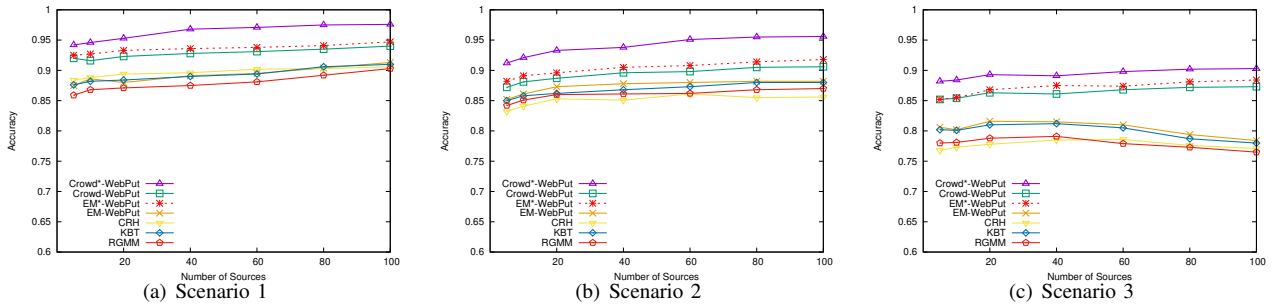 1
0.95
0.9
0.85
0.8
0.75
0.7
0.65
0.6
Accuracy
Crowd*-WebPut
Crowd-WebPut
EM*-WebPut
EM-WebPut
CRH
KBT
RGMM
20 40 60 80 100
Number of Sources
(a) Scenario 1
1
0.95
0.9
0.85
0.8
0.75
0.7
0.65
0.6
Accuracy
Crowd*-WebPut
Crowd-WebPut
EM*-WebPut
EM-WebPut
CRH
KBT
RGMM
20 40 60 80 100
Number of Sources
(b) Scenario 2
1
0.95
0.9
0.85
0.8
0.75
0.7
0.65
0.6
Accuracy
Crowd*-WebPut
Crowd-WebPut
EM*-WebPut
EM-WebPut
CRH
KBT
RGMM
20 40 60 80 100
Number of Sources
(c) Scenario 3